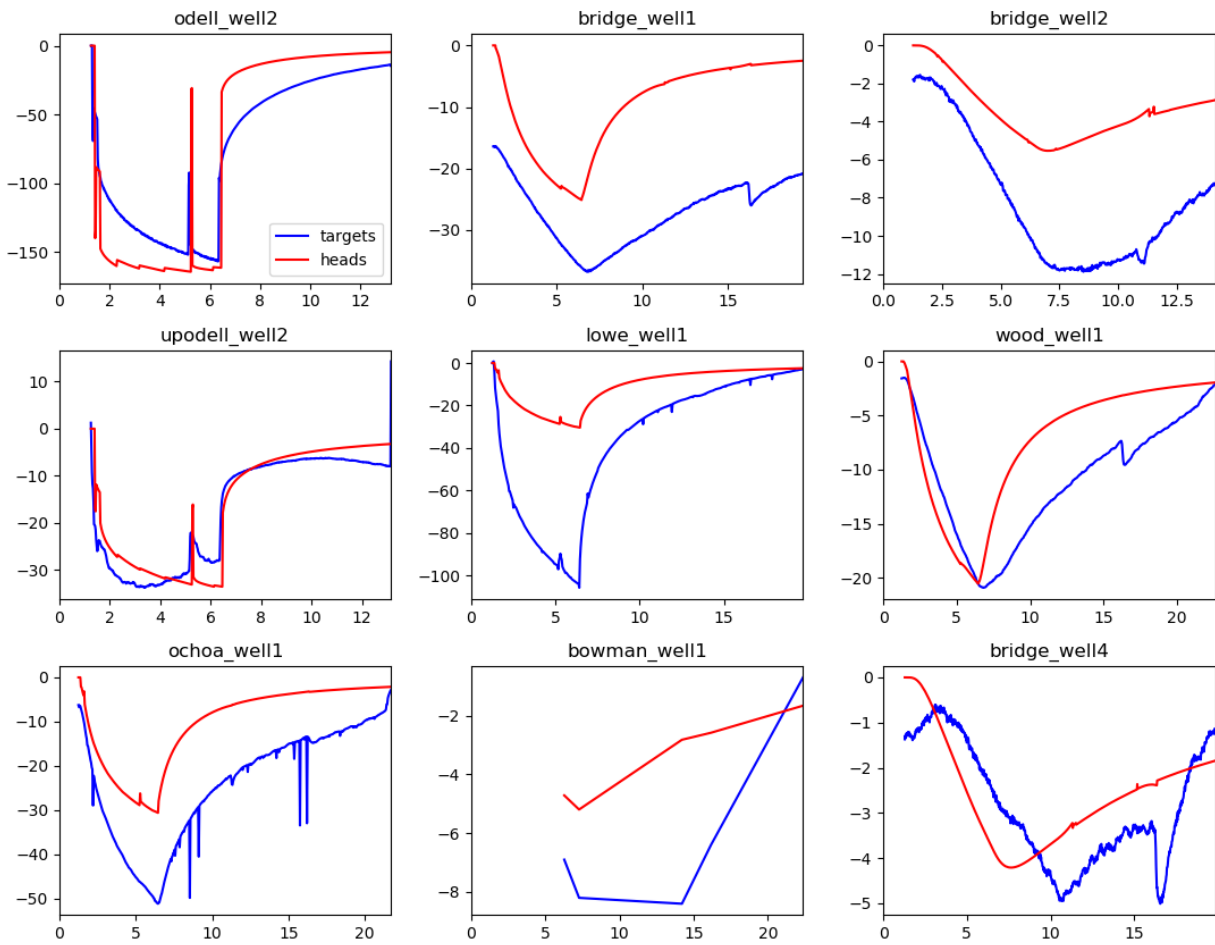 odell_well2
0
−50
−100
−150
targets
heads
0 2 4 6 8 10 12
bridge_well1
0
−10
−20
−30
0 5 10 15
bridge_well2
0
−2
−4
−6
−8
−10
−12
0.0 2.5 5.0 7.5 10.0 12.5
upodell_well2
10
0
−10
−20
−30
0 2 4 6 8 10 12
lowe_well1
0
−20
−40
−60
−80
−100
0 5 10 15
wood_well1
0
−5
−10
−15
−20
0 5 10 15 20
ochoa_well1
0
−10
−20
−30
−40
−50
0 5 10 15 20
bowman_well1
−2
−4
−6
−8
0 5 10 15 20
bridge_well4
0
−1
−2
−3
−4
−5
0 5 10 15